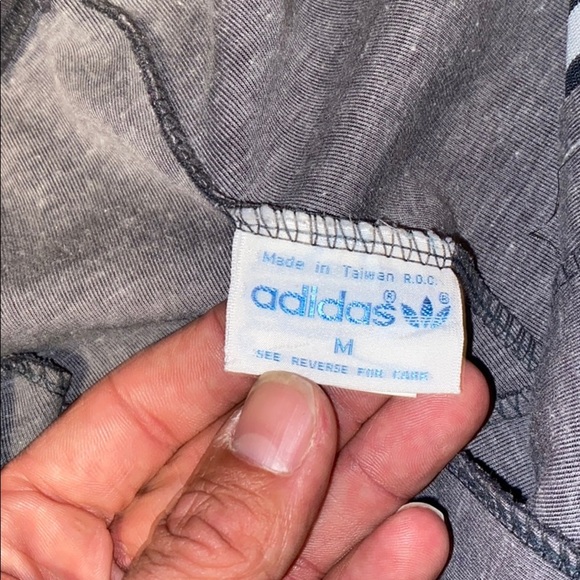 Made in Taiwan R.O.C.
adidas® ®
M
SEE REVERSE FOR CARE